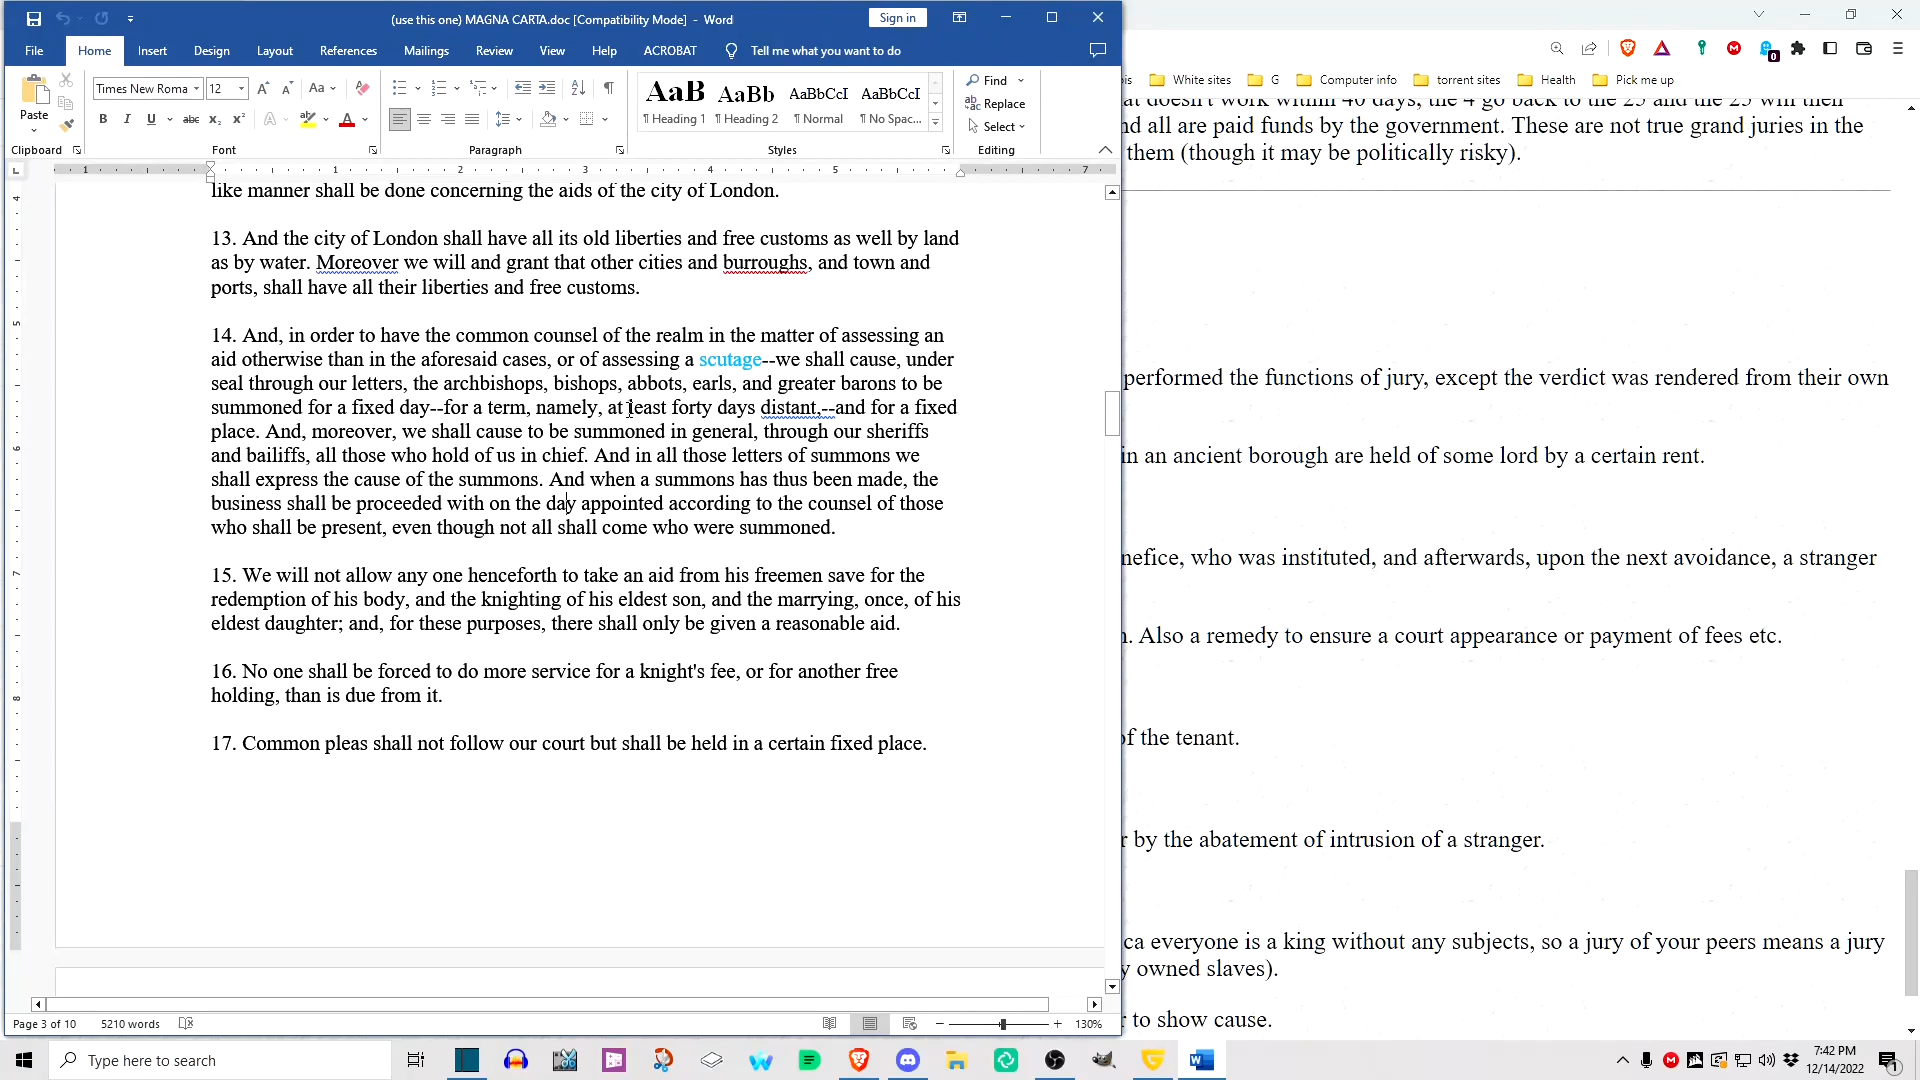 (use this one) MAGNA CARTA.doc [Compatibility Mode] - Word
Sign in
File Home Insert Design Layout References Mailings Review View Help ACROBAT Tell me what you want to do
Paste
Times New Roma 12
Find
Replace
Select
AaB AaBb AaBbCcI AaBbCcI
¶ Heading 1 ¶ Heading 2 ¶ Normal ¶ No Spac...
Clipboard Font Paragraph Styles Editing
like manner shall be done concerning the aids of the city of London.
13. And the city of London shall have all its old liberties and free customs as well by land
as by water. Moreover we will and grant that other cities and burroughs, and town and
ports, shall have all their liberties and free customs.
14. And, in order to have the common counsel of the realm in the matter of assessing an
aid otherwise than in the aforesaid cases, or of assessing a scutage--we shall cause, under
seal through our letters, the archbishops, bishops, abbots, earls, and greater barons to be
summoned for a fixed day--for a term, namely, at least forty days distant,--and for a fixed
place. And, moreover, we shall cause to be summoned in general, through our sheriffs
and bailiffs, all those who hold of us in chief. And in all those letters of summons we
shall express the cause of the summons. And when a summons has thus been made, the
business shall be proceeded with on the day appointed according to the counsel of those
who shall be present, even though not all shall come who were summoned.
15. We will not allow any one henceforth to take an aid from his freemen save for the
redemption of his body, and the knighting of his eldest son, and the marrying, once, of his
eldest daughter; and, for these purposes, there shall only be given a reasonable aid.
16. No one shall be forced to do more service for a knight's fee, or for another free
holding, than is due from it.
17. Common pleas shall not follow our court but shall be held in a certain fixed place.
Page 3 of 10 5210 words 130%
White sites G Computer info torrent sites Health Pick me up
at doesn't work within 40 days, the 4 go back to the 25 and the 25 will then
nd all are paid funds by the government. These are not true grand juries in the
them (though it may be politically risky).
performed the functions of jury, except the verdict was rendered from their own
in an ancient borough are held of some lord by a certain rent.
nefice, who was instituted, and afterwards, upon the next avoidance, a stranger
. Also a remedy to ensure a court appearance or payment of fees etc.
of the tenant.
r by the abatement of intrusion of a stranger.
ca everyone is a king without any subjects, so a jury of your peers means a jury
y owned slaves).
r to show cause.
Type here to search
7:42 PM
12/14/2022